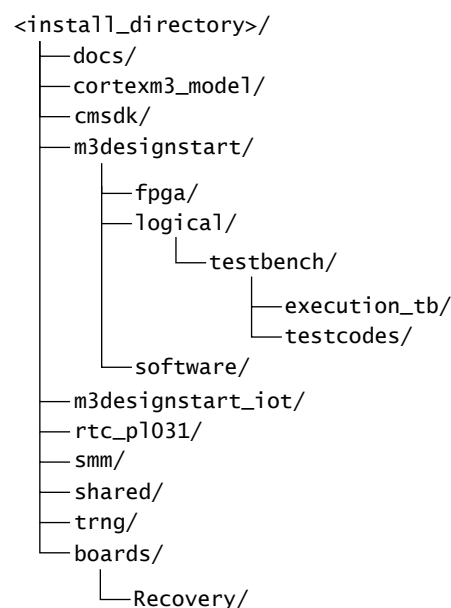 <install_directory>/
docs/
cortexm3_model/
cmsdk/
m3designstart/
fpga/
logical/
testbench/
execution_tb/
testcodes/
software/
m3designstart_iot/
rtc_pl031/
smm/
shared/
trng/
boards/
Recovery/